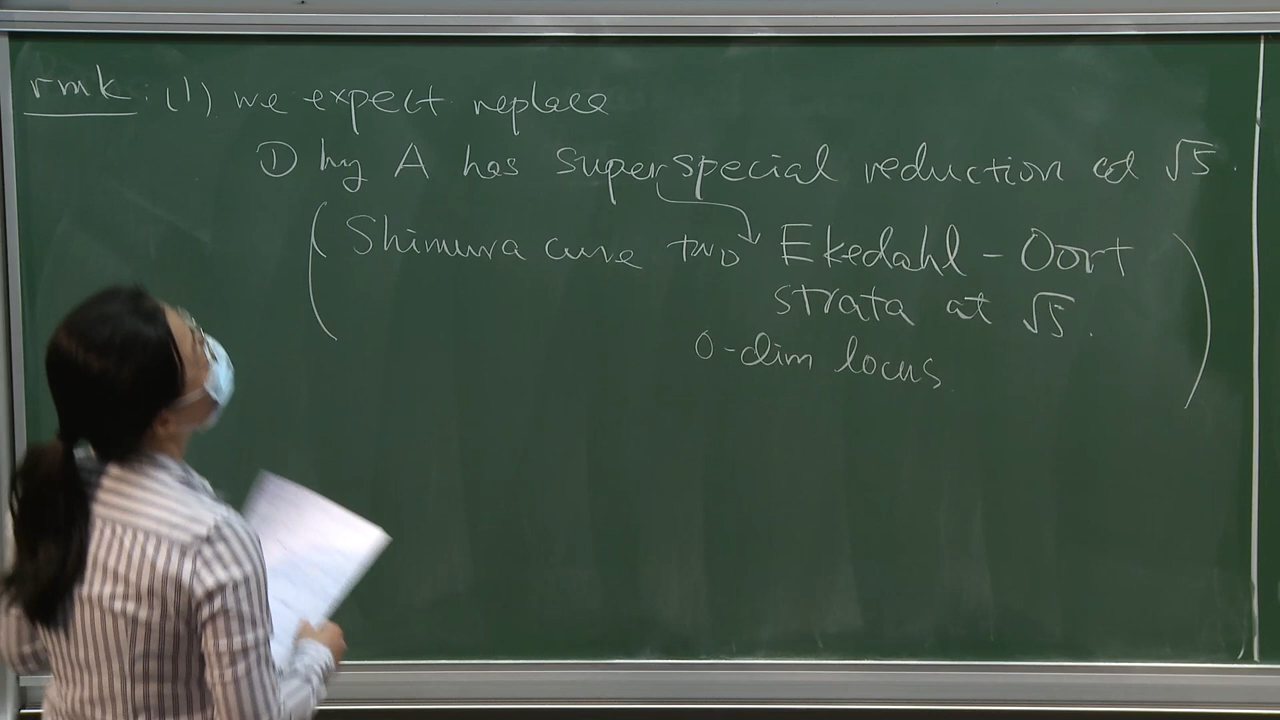 rmk: (1) we expect replace
① by A has superspecial reduction at √5.
(Shimura curve two Ekedahl-Oort
strata at √5.
0-dim locus)